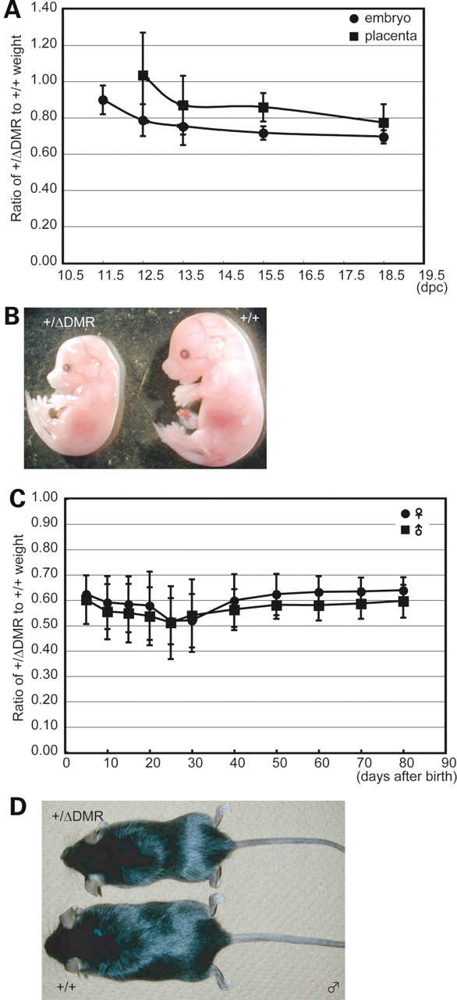 A
1.40
1.20
1.00
0.80
0.60
0.40
0.20
0.00
Ratio of +/ΔDMR to +/+ weight
embryo
placenta
10.5 11.5 12.5 13.5 14.5 15.5 16.5 17.5 18.5 19.5
(dpc)
B
+/ΔDMR
+/+
C
1.00
0.90
0.80
0.70
0.60
0.50
0.40
0.30
0.20
0.10
0.00
Ratio of +/ΔDMR to +/+ weight
♀
♂
0 10 20 30 40 50 60 70 80 90
(days after birth)
D
+/ΔDMR
+/+
♂